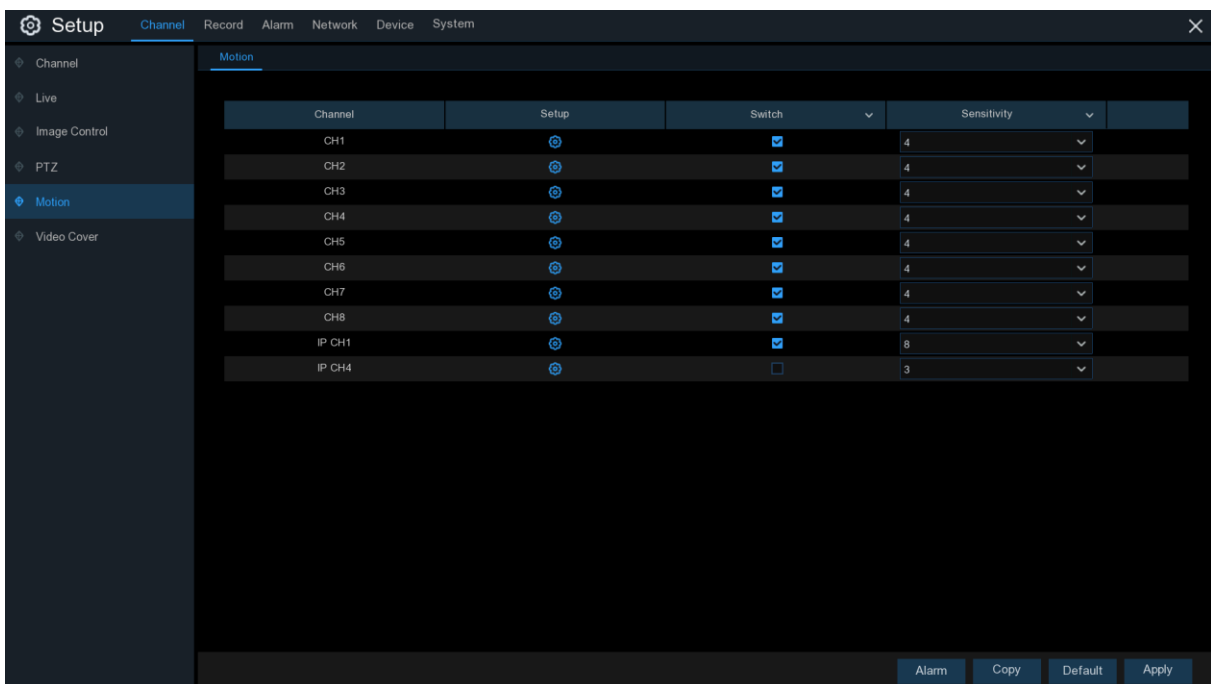 Setup Channel Record Alarm Network Device System
Channel
Live
Image Control
PTZ
Motion
Video Cover
Motion
Channel Setup Switch Sensitivity
CH1 4
CH2 4
CH3 4
CH4 4
CH5 4
CH6 4
CH7 4
CH8 4
IP CH1 8
IP CH4 3
Alarm Copy Default Apply